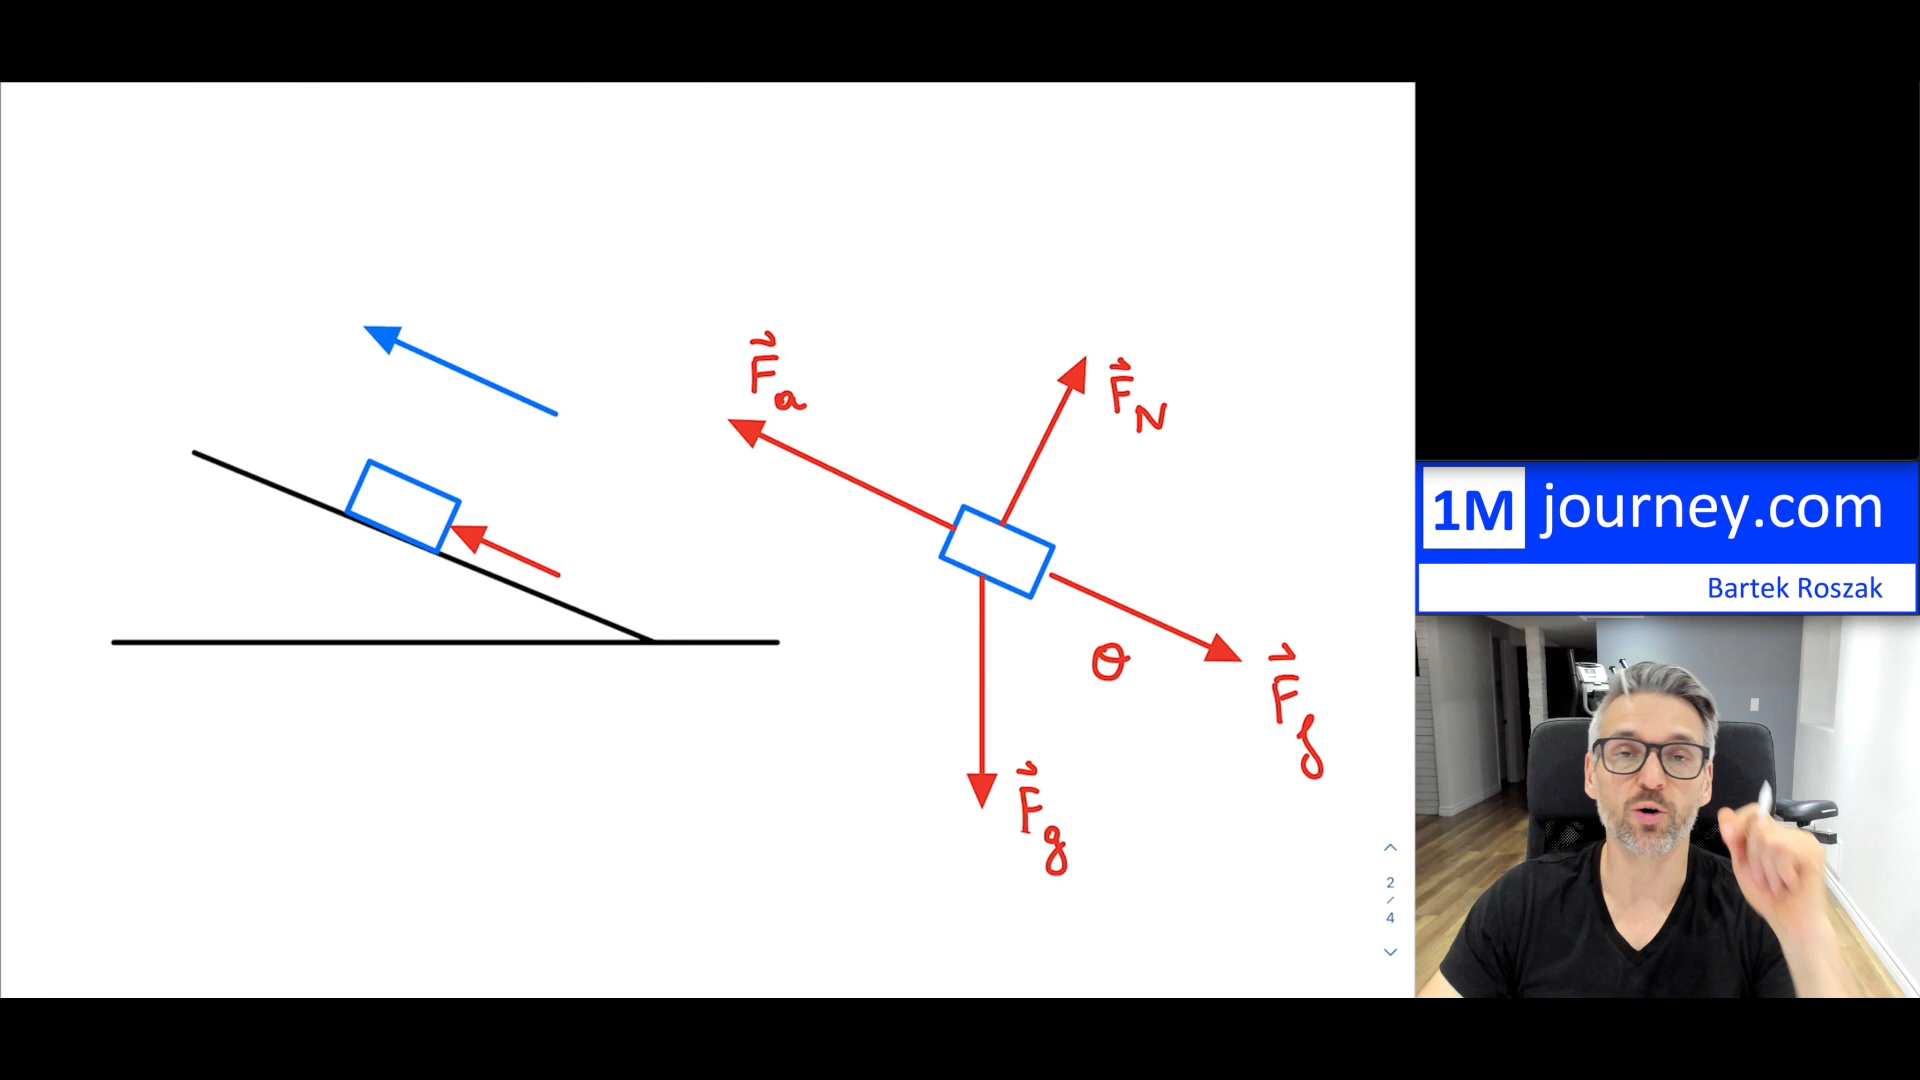 F⃗a
F⃗N
θ
F⃗f
F⃗g
2
/
4
1M journey.com
Bartek Roszak